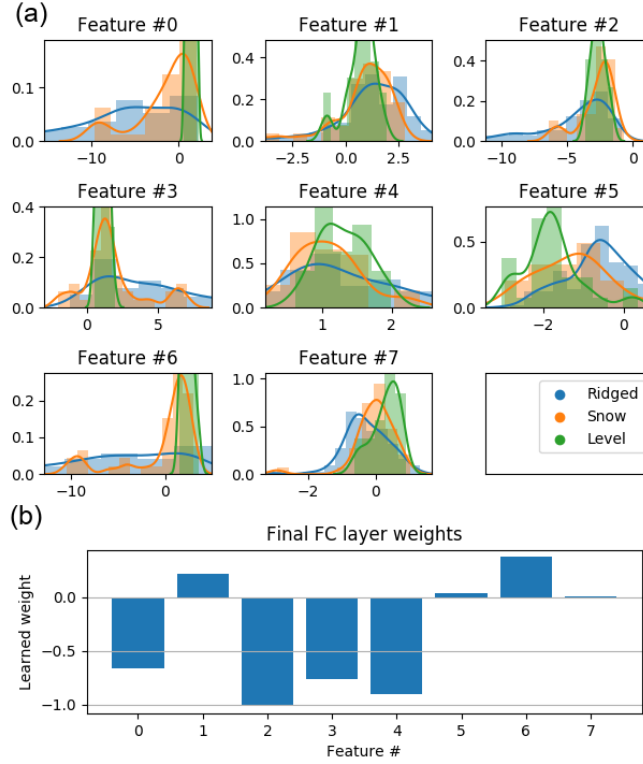 (a)
Feature #0
Feature #1
Feature #2
0.1
0.0
-10
0
0.4
0.2
0.0
-2.5
0.0
2.5
0.4
0.2
0.0
-10
-5
0
Feature #3
Feature #4
Feature #5
0.4
0.2
0.0
0
5
1.0
0.5
0.0
1
2
0.5
0.0
-2
0
Feature #6
Feature #7
0.2
0.1
0.0
-10
0
1.0
0.5
0.0
-2
0
Ridged
Snow
Level
(b)
Final FC layer weights
Learned weight
0.0
-0.5
-1.0
0 1 2 3 4 5 6 7
Feature #